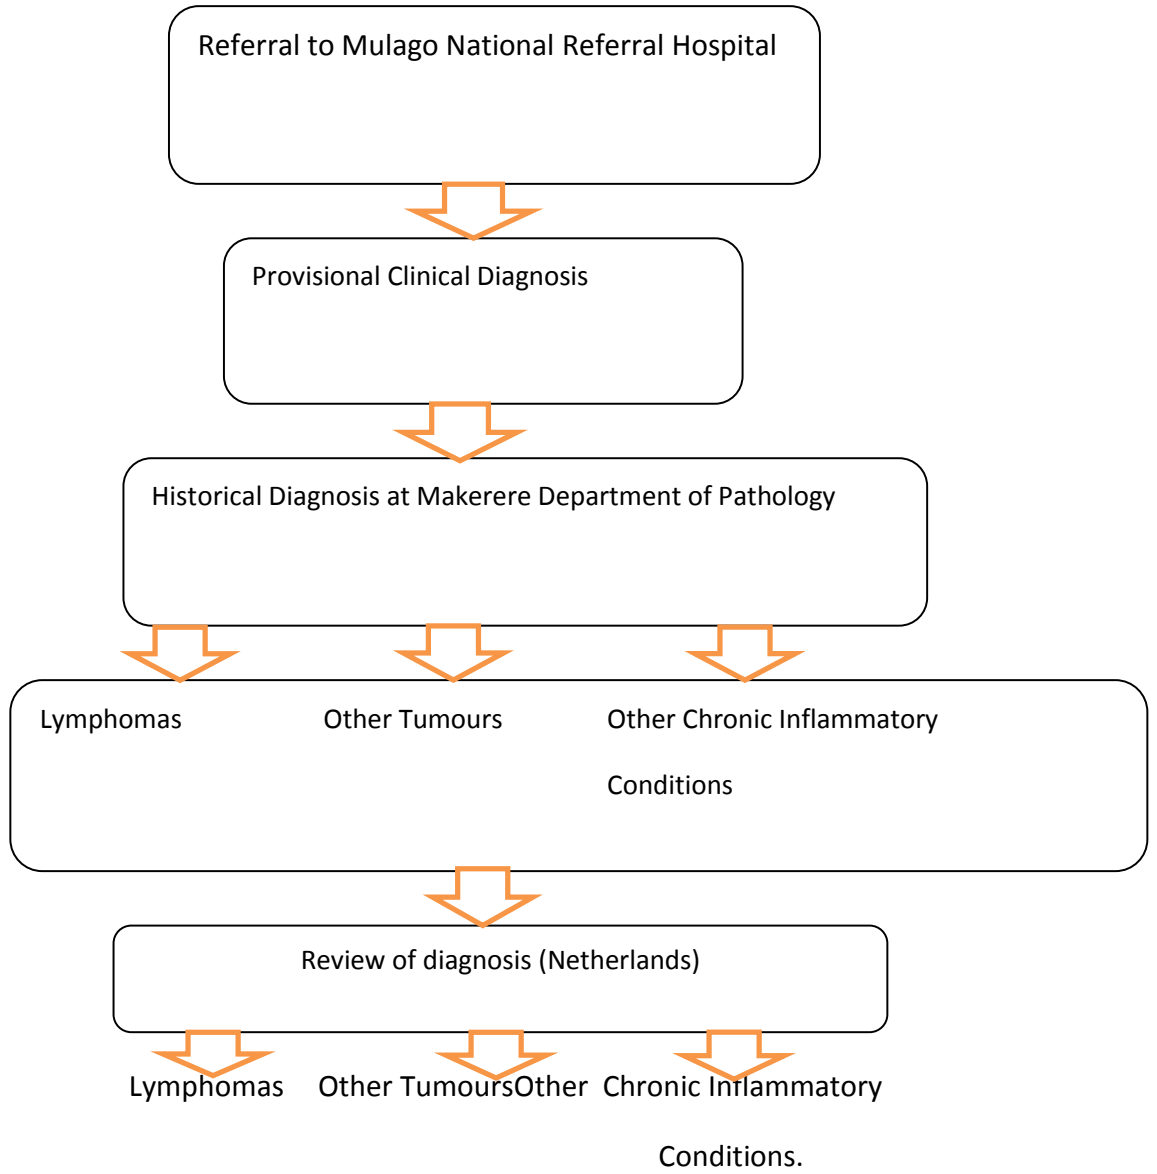 Referral to Mulago National Referral Hospital
Provisional Clinical Diagnosis
Historical Diagnosis at Makerere Department of Pathology
Lymphomas Other Tumours Other Chronic Inflammatory
Conditions
Review of diagnosis (Netherlands)
Lymphomas Other TumoursOther Chronic Inflammatory
Conditions.